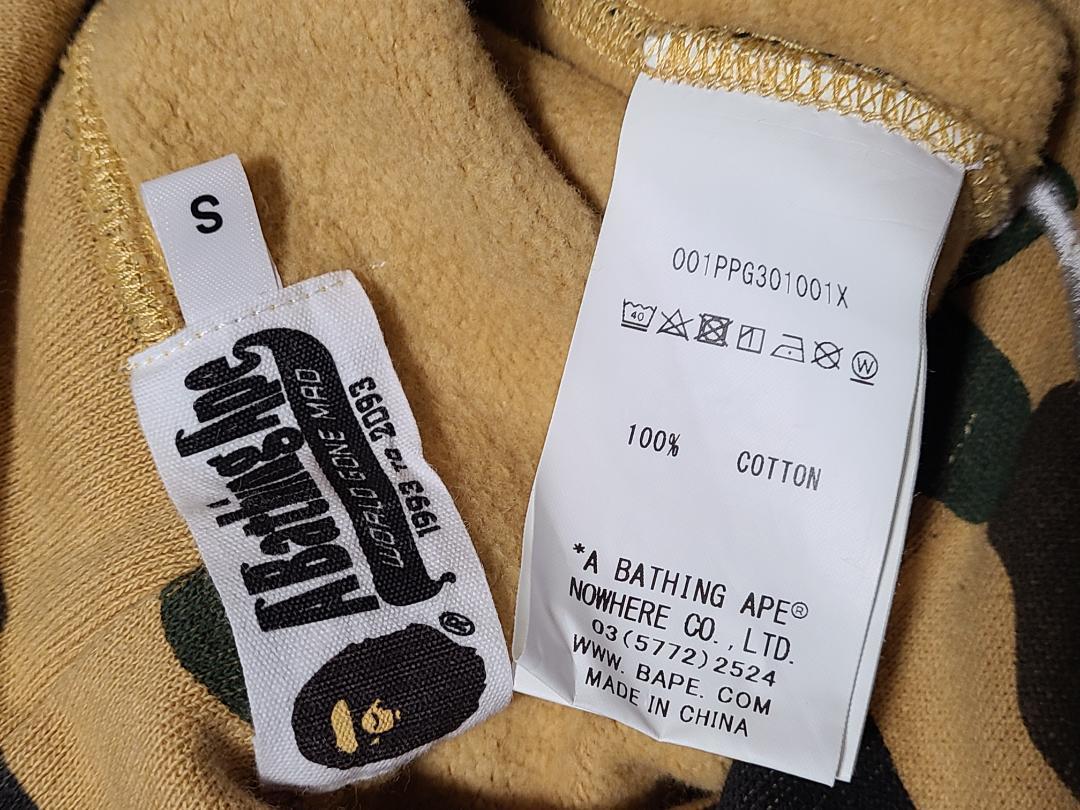 S
A Bathing Ape
WORLD GONE MAD
1993 TO 2093
®
001PPG301001X
40
W
100% COTTON
*A BATHING APE®
NOWHERE CO.,LTD.
03(5772)2524
WWW.BAPE.COM
MADE IN CHINA